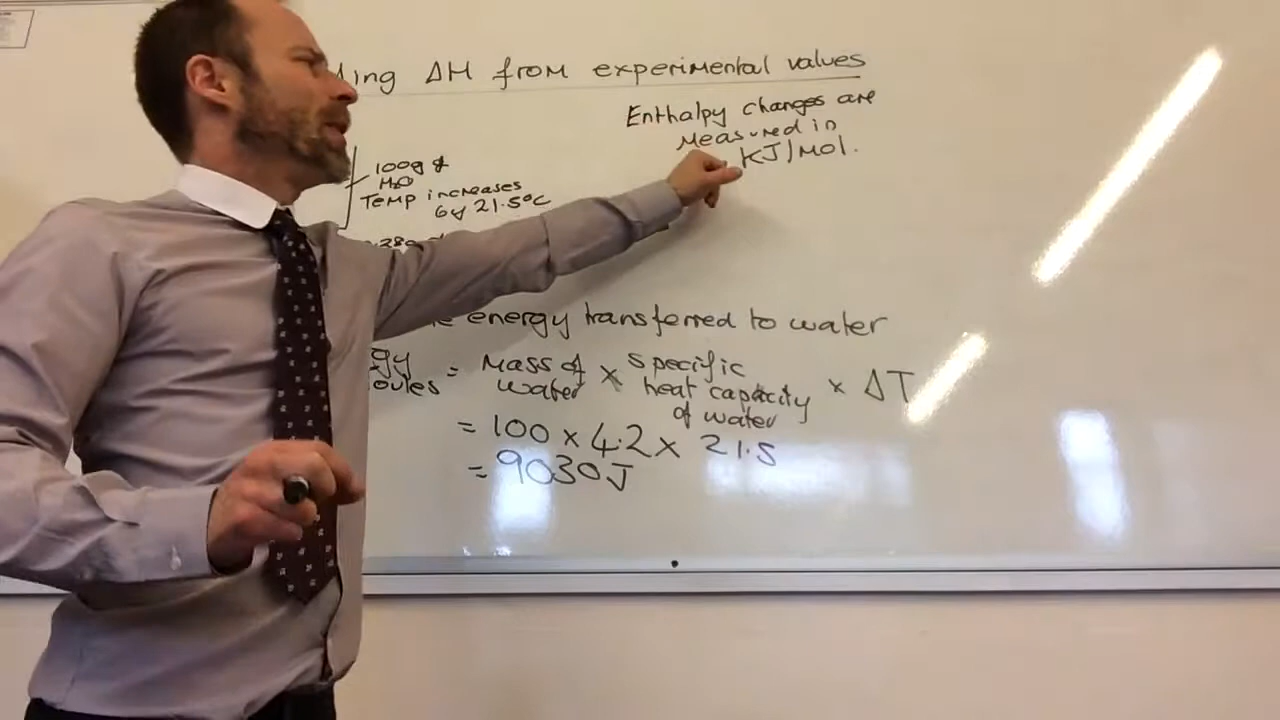 ding ΔH from experimental values
Enthalpy changes are
measured in
KJ/mol.
100g of
H₂O
Temp increases
by 21.5°C
energy transferred to water
gy
oules = Mass of water × specific heat capacity of water × ΔT
= 100 × 4.2 × 21.5
= 9030J